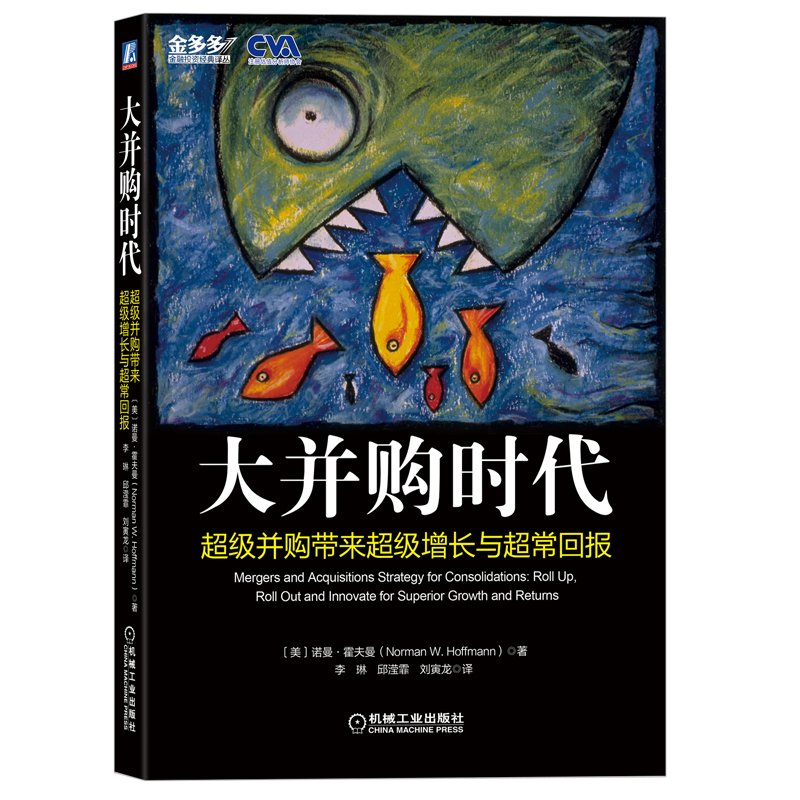 金多多
金融投资经典译丛
CVA
注册估值分析师协会
大并购时代
超级并购带来超级增长与超常回报
Mergers and Acquisitions Strategy for Consolidations: Roll Up,
Roll Out and Innovate for Superior Growth and Returns
［美］诺曼·霍夫曼（Norman W. Hoffmann）◎著
李 琳 邱滢霏 刘寅龙◎译
机械工业出版社
CHINA MACHINE PRESS
大并购时代
超级并购带来
超级增长与超常回报
［美］诺曼·霍夫曼（Norman W. Hoffmann）◎著
李 琳 邱滢霏 刘寅龙◎译
机械工业出版社
CHINA MACHINE PRESS